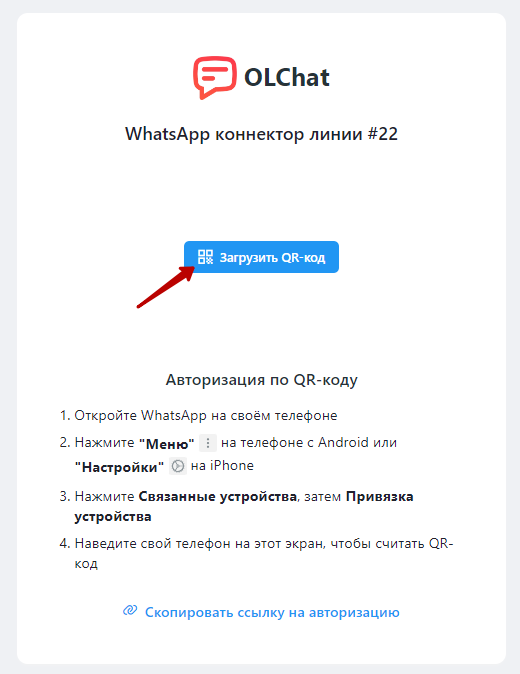 OLChat
WhatsApp коннектор линии #22
Загрузить QR-код
Авторизация по QR-коду
1. Откройте WhatsApp на своём телефоне
2. Нажмите "Меню" на телефоне с Android или
"Настройки" на iPhone
3. Нажмите Связанные устройства, затем Привязка
устройства
4. Наведите свой телефон на этот экран, чтобы считать QR-
код
Скопировать ссылку на авторизацию